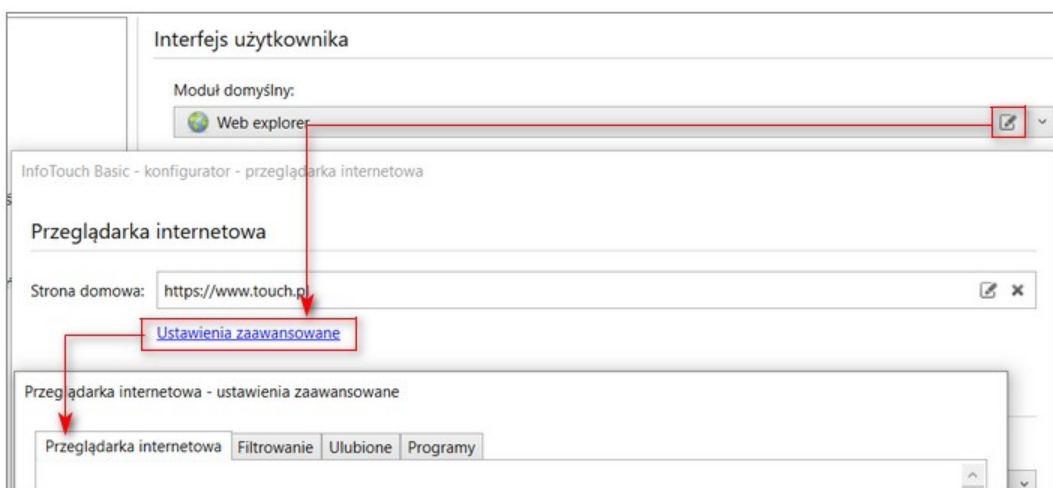 Interfejs użytkownika
Moduł domyślny:
Web explorer
InfoTouch Basic - konfigurator - przeglądarka internetowa
Przeglądarka internetowa
Strona domowa: https://www.touch.pl
Ustawienia zaawansowane
Przeglądarka internetowa - ustawienia zaawansowane
Przeglądarka internetowa Filtrowanie Ulubione Programy